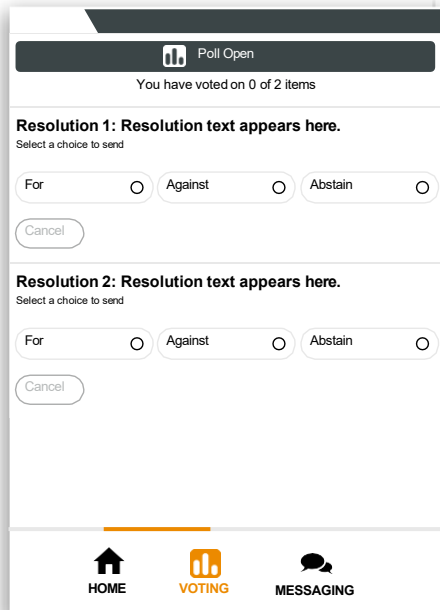 Poll Open
You have voted on 0 of 2 items
Resolution 1: Resolution text appears here.
Select a choice to send
For Against Abstain
Cancel
Resolution 2: Resolution text appears here.
Select a choice to send
For Against Abstain
Cancel
HOME VOTING MESSAGING